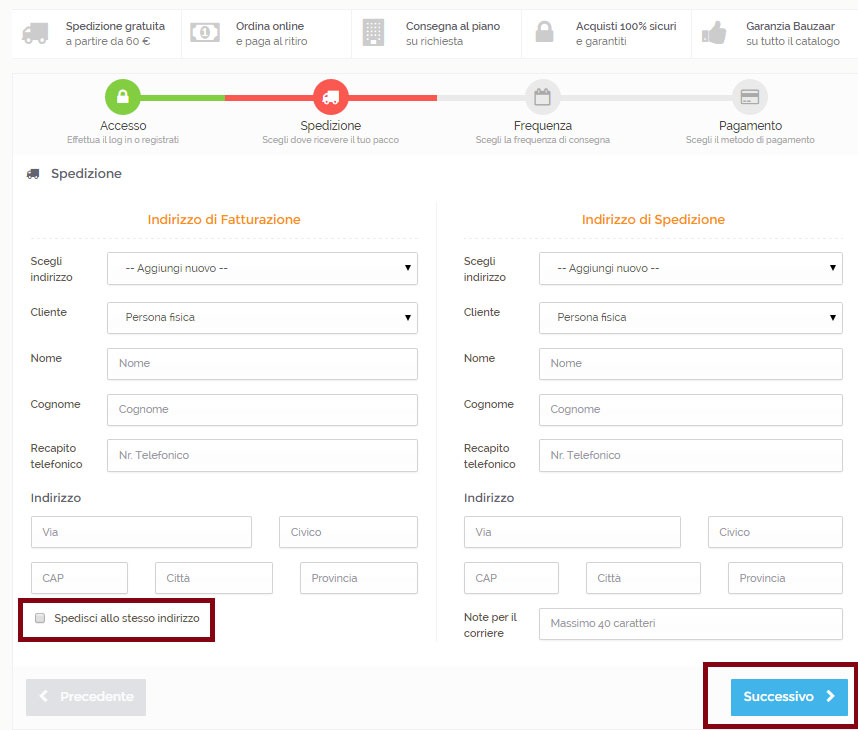 Spedizione gratuita
a partire da 60 €
Ordina online
e paga al ritiro
Consegna al piano
su richiesta
Acquisti 100% sicuri
e garantiti
Garanzia Bauzaar
su tutto il catalogo
Accesso
Effettua il log in o registrati
Spedizione
Scegli dove ricevere il tuo pacco
Frequenza
Scegli la frequenza di consegna
Pagamento
Scegli il metodo di pagamento
Spedizione
Indirizzo di Fatturazione
Scegli
indirizzo
-- Aggiungi nuovo --
Cliente
Persona fisica
Nome
Nome
Cognome
Cognome
Recapito
telefonico
Nr. Telefonico
Indirizzo
Via
Civico
CAP
Città
Provincia
Spedisci allo stesso indirizzo
Indirizzo di Spedizione
Scegli
indirizzo
-- Aggiungi nuovo --
Cliente
Persona fisica
Nome
Nome
Cognome
Cognome
Recapito
telefonico
Nr. Telefonico
Indirizzo
Via
Civico
CAP
Città
Provincia
Note per il
corriere
Massimo 40 caratteri
Precedente
Successivo